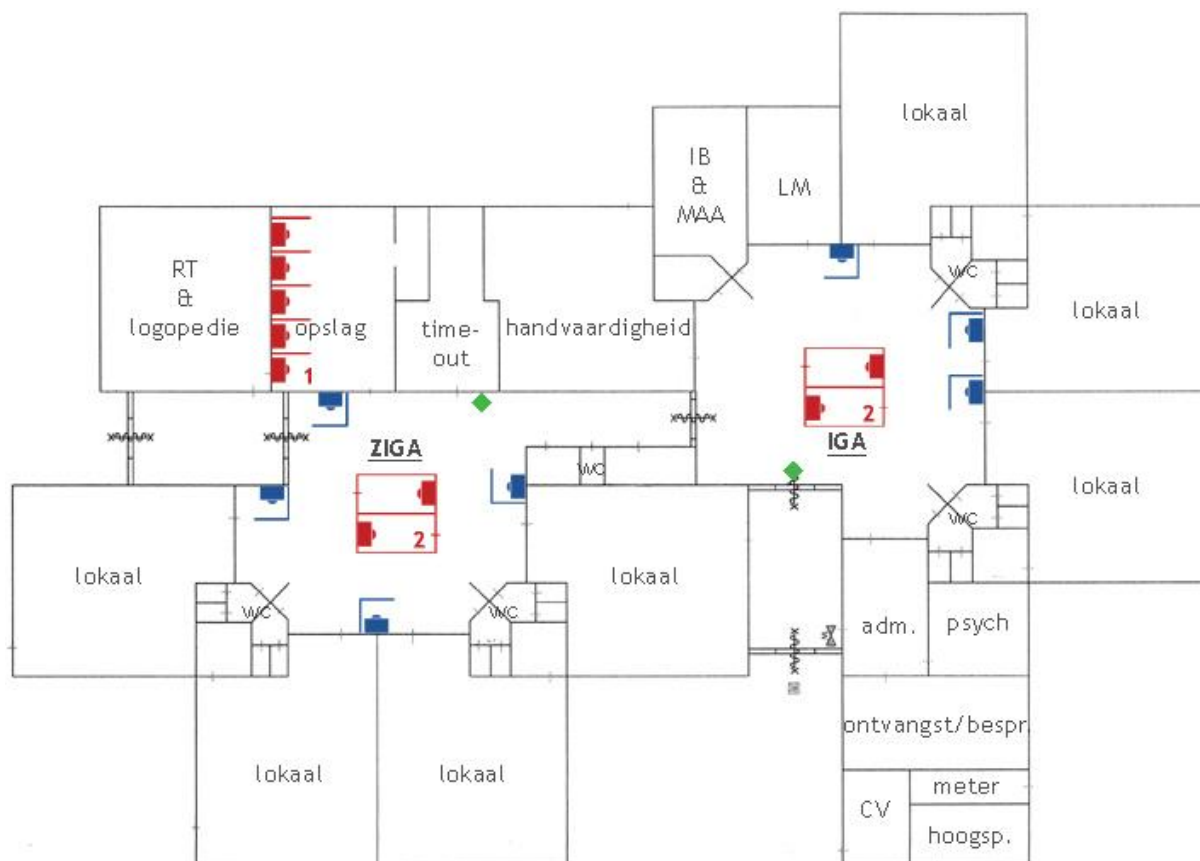 lokaal
IB
&
MAA
LM
WC
RT
&
logopedie
opslag
1
time-
out
handvaardigheid
lokaal
2
IGA
ZIGA
WC
2
lokaal
WC
lokaal
WC
lokaal
WC
adm.
psych
ontvangst/bespr.
lokaal
lokaal
CV
meter
hoogsp.